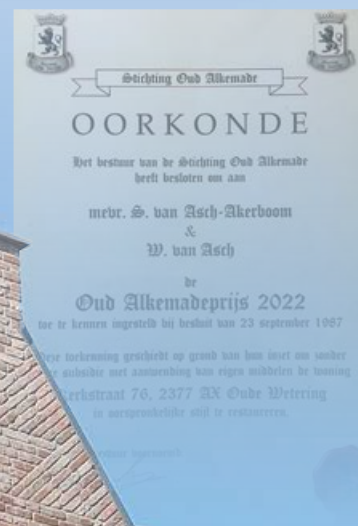 Stichting Oud Alkemade
OORKONDE
Het bestuur van de Stichting Oud Alkemade
heeft besloten om aan
mevr. S. van Asch-Akerboom
&
W. van Asch
de
Oud Alkemadeprijs 2022
toe te kennen ingesteld bij besluit van 23 september 1987
Deze toekenning geschiedt op grond van hun inzet om zonder
subsidie met aanwending van eigen middelen de woning
Kerkstraat 76, 2377 AX Oude Wetering
in oorspronkelijke stijl te restaureren.